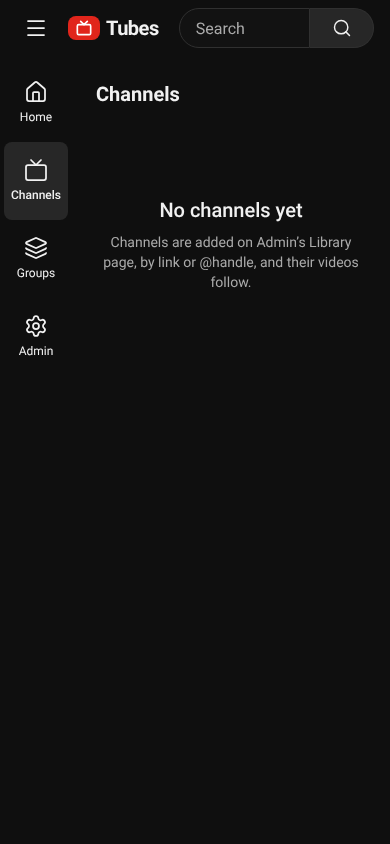 Tubes
Search
Home
Channels
Groups
Admin
Channels
No channels yet
Channels are added on Admin's Library
page, by link or @handle, and their videos
follow.